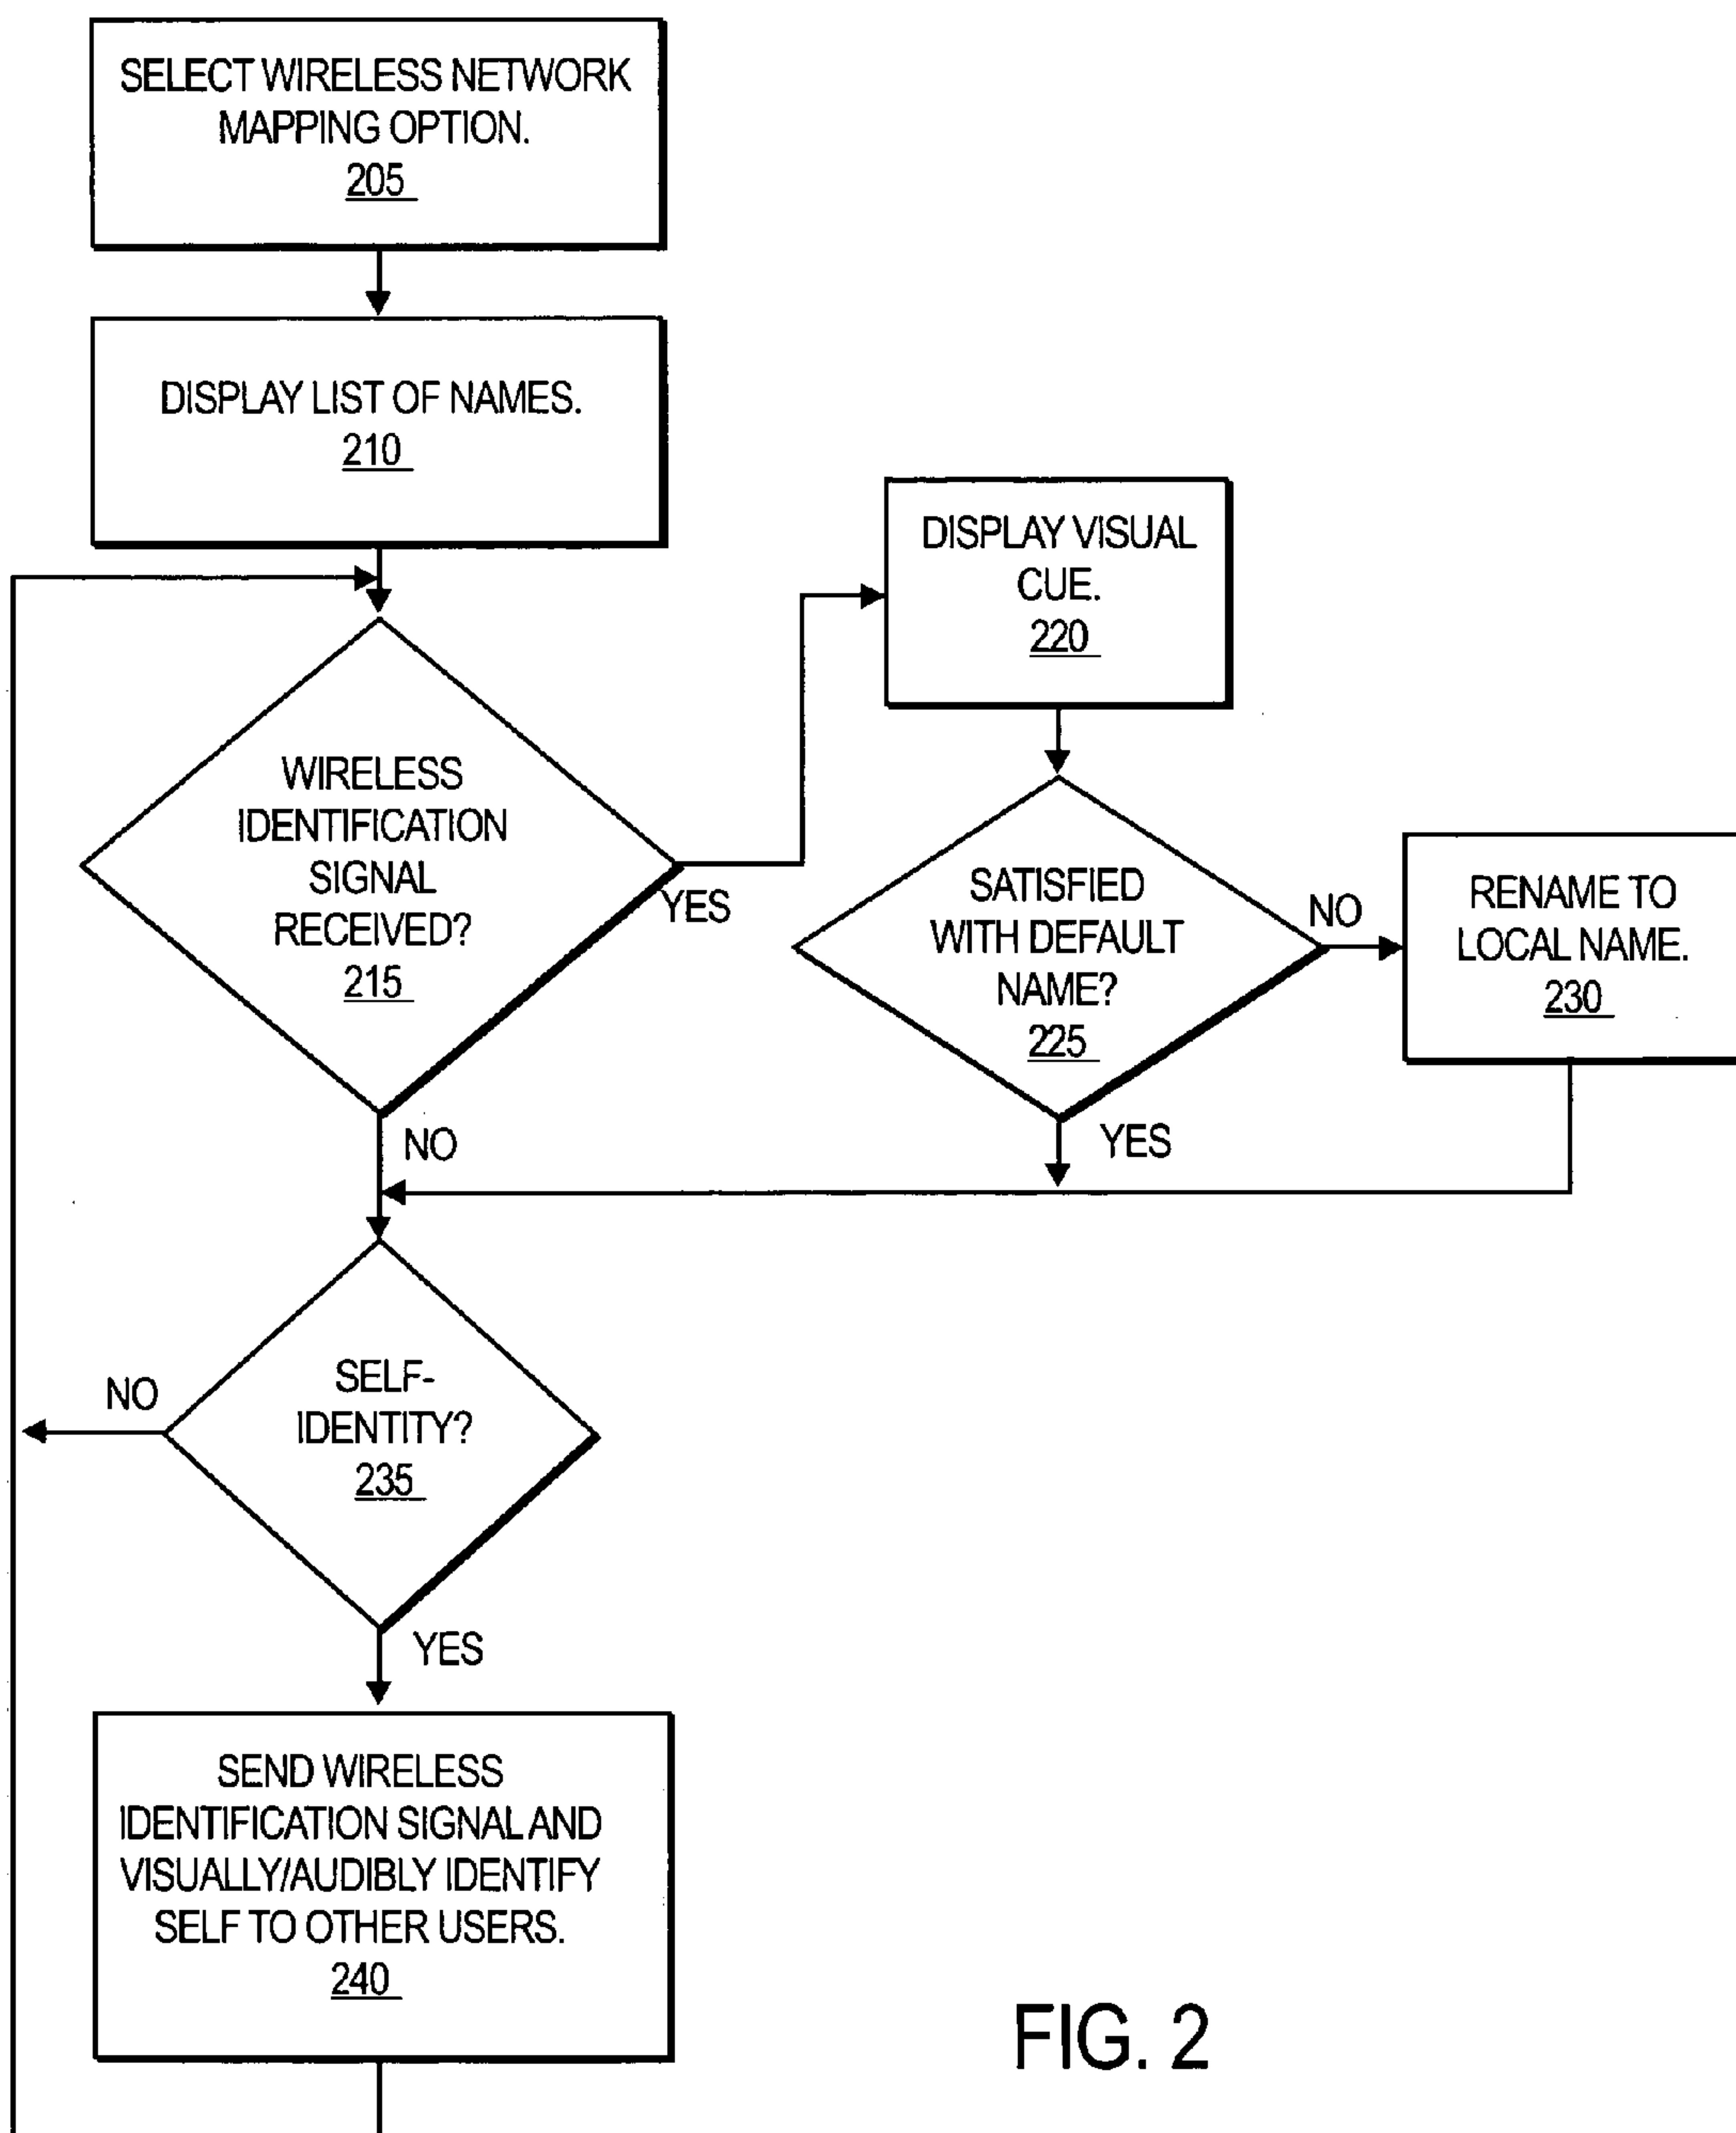 SELECT WIRELESS NETWORK
MAPPING OPTION.
205
DISPLAY LIST OF NAMES.
210
WIRELESS
IDENTIFICATION
SIGNAL
RECEIVED?
215
YES
NO
DISPLAY VISUAL
CUE.
220
SATISFIED
WITH DEFAULT
NAME?
225
NO
YES
RENAME TO
LOCAL NAME.
230
SELF-
IDENTITY?
235
NO
YES
SEND WIRELESS
IDENTIFICATION SIGNAL AND
VISUALLY/AUDIBLY IDENTIFY
SELF TO OTHER USERS.
240
FIG. 2